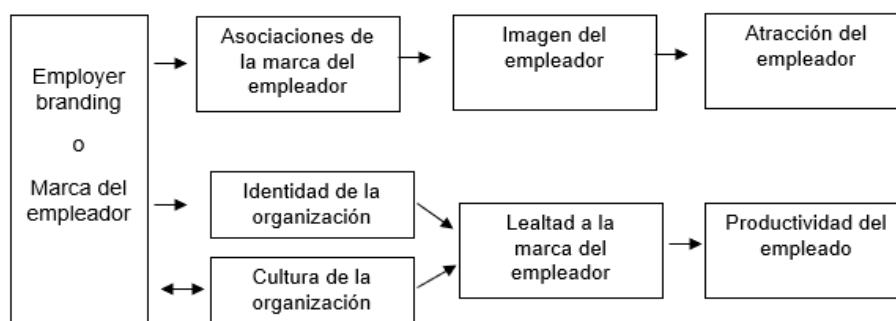 Employer
branding
o
Marca del
empleador
Asociaciones de
la marca del
empleador
Imagen del
empleador
Atracción del
empleador
Identidad de la
organización
Cultura de la
organización
Lealtad a la
marca del
empleador
Productividad del
empleado